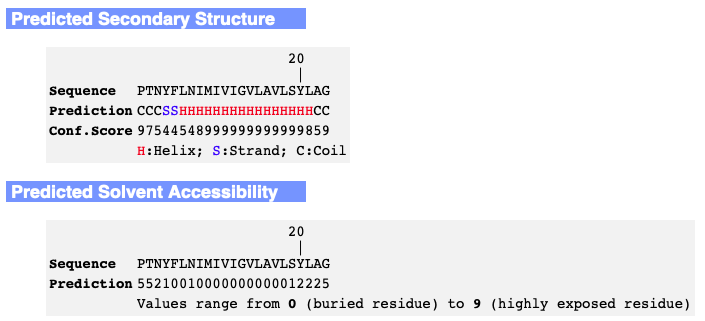 Predicted Secondary Structure
20
|
Sequence PTNYFLNIMIVIGVLAVLSYLAG
Prediction CCCSSHHHHHHHHHHHHHHHHCC
Conf.Score 97544548999999999999859
H:Helix; S:Strand; C:Coil
Predicted Solvent Accessibility
20
|
Sequence PTNYFLNIMIVIGVLAVLSYLAG
Prediction 55210010000000000012225
Values range from 0 (buried residue) to 9 (highly exposed residue)